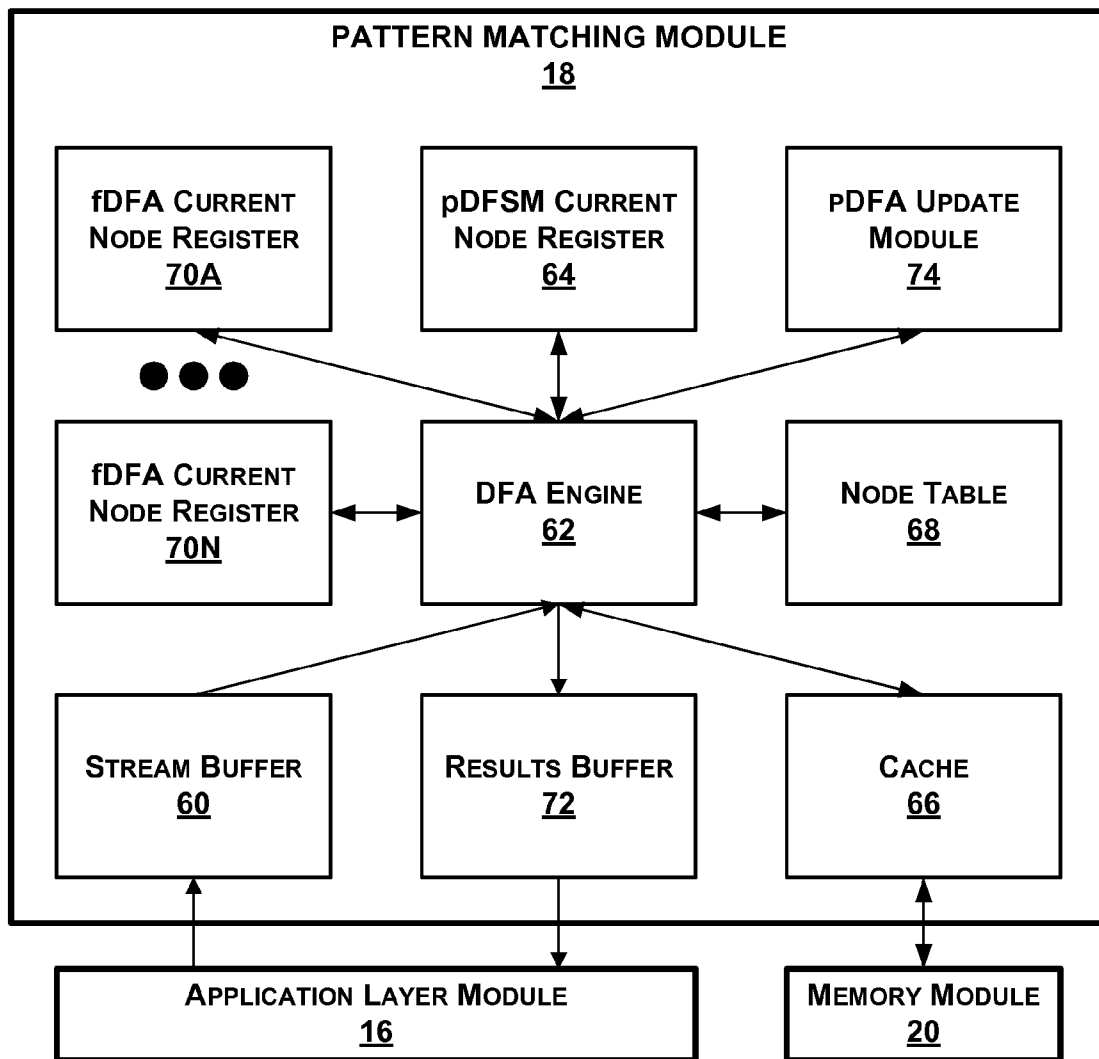 PATTERN MATCHING MODULE
18
fDFA CURRENT
NODE REGISTER
70A
pDFSM CURRENT
NODE REGISTER
64
pDFA UPDATE
MODULE
74
fDFA CURRENT
NODE REGISTER
70N
DFA ENGINE
62
NODE TABLE
68
STREAM BUFFER
60
RESULTS BUFFER
72
CACHE
66
APPLICATION LAYER MODULE
16
MEMORY MODULE
20